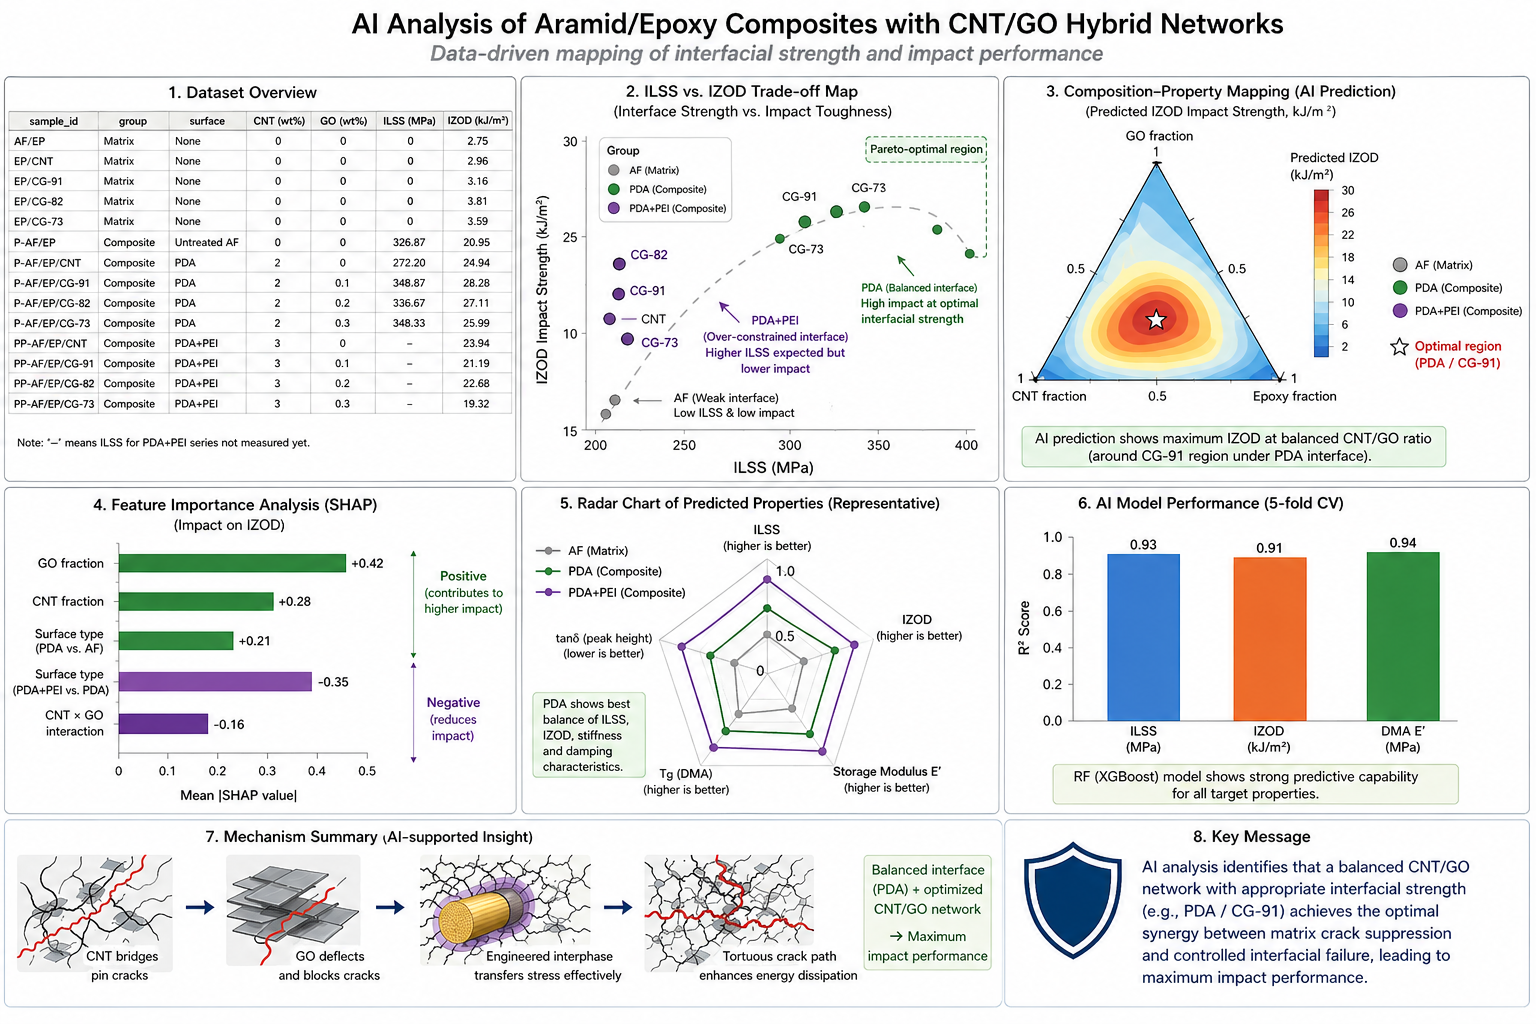 AI Analysis of Aramid/Epoxy Composites with CNT/GO Hybrid Networks
Data-driven mapping of interfacial strength and impact performance
1. Dataset Overview
sample_id group surface CNT (wt%) GO (wt%) ILSS (MPa) IZOD (kJ/m²)
AF/EP Matrix None 0 0 0 2.75
EP/CNT Matrix None 0 0 0 2.96
EP/CG-91 Matrix None 0 0 0 3.16
EP/CG-82 Matrix None 0 0 0 3.81
EP/CG-73 Matrix None 0 0 0 3.59
P-AF/EP Composite Untreated AF 0 0 326.87 20.95
P-AF/EP/CNT Composite PDA 2 0 272.20 24.94
P-AF/EP/CG-91 Composite PDA 2 0.1 348.87 28.28
P-AF/EP/CG-82 Composite PDA 2 0.2 336.67 27.11
P-AF/EP/CG-73 Composite PDA 2 0.3 348.33 25.99
PP-AF/EP/CNT Composite PDA+PEI 3 0 – 23.94
PP-AF/EP/CG-91 Composite PDA+PEI 3 0.1 – 21.19
PP-AF/EP/CG-82 Composite PDA+PEI 3 0.2 – 22.68
PP-AF/EP/CG-73 Composite PDA+PEI 3 0.3 – 19.32
Note: "–" means ILSS for PDA+PEI series not measured yet.
2. ILSS vs. IZOD Trade-off Map
(Interface Strength vs. Impact Toughness)
IZOD Impact Strength (kJ/m²)
30
25
10
15
Group
AF (Matrix)
PDA (Composite)
PDA+PEI (Composite)
Pareto-optimal region
CG-91
CG-73
CG-73
CG-82
CG-91
CNT
CG-73
PDA (Balanced interface)
High impact at optimal
interfacial strength
PDA+PEI
(Over-constrained interface)
Higher ILSS expected but
lower impact
AF (Weak interface)
Low ILSS & low impact
200 250 300 350 400
ILSS (MPa)
3. Composition–Property Mapping (AI Prediction)
(Predicted IZOD Impact Strength, kJ/m ²)
GO fraction
1
0.5
0.5
1
1
CNT fraction
0.5
Epoxy fraction
Predicted IZOD
(kJ/m²)
30
26
22
18
14
10
6
2
AF (Matrix)
PDA (Composite)
PDA+PEI (Composite)
Optimal region
(PDA / CG-91)
AI prediction shows maximum IZOD at balanced CNT/GO ratio
(around CG-91 region under PDA interface).
4. Feature Importance Analysis (SHAP)
(Impact on IZOD)
GO fraction +0.42
CNT fraction +0.28
Surface type
(PDA vs. AF) +0.21
Surface type
(PDA+PEI vs. PDA) -0.35
CNT × GO
interaction -0.16
Positive
(contributes to
higher impact)
Negative
(reduces
impact)
0 0.1 0.2 0.3 0.4 0.5
Mean |SHAP value|
5. Radar Chart of Predicted Properties (Representative)
AF (Matrix)
PDA (Composite)
PDA+PEI (Composite)
ILSS
(higher is better)
1.0
0.5
0
IZOD
(higher is better)
tanδ (peak height)
(lower is better)
Tg (DMA)
(higher is better)
Storage Modulus E'
(higher is better)
PDA shows best
balance of ILSS,
IZOD, stiffness
and damping
characteristics.
6. AI Model Performance (5-fold CV)
R² Score
1.0
0.8
0.6
0.4
0.2
0.0
0.93
0.91
0.94
ILSS
(MPa)
IZOD
(kJ/m²)
DMA E'
(MPa)
RF (XGBoost) model shows strong predictive capability
for all target properties.
7. Mechanism Summary (AI-supported Insight)
CNT bridges
pin cracks
GO deflects
and blocks cracks
Engineered interphase
transfers stress effectively
Tortuous crack path
enhances energy dissipation
Balanced interface
(PDA) + optimized
CNT/GO network
→ Maximum
impact performance
8. Key Message
AI analysis identifies that a balanced CNT/GO
network with appropriate interfacial strength
(e.g., PDA / CG-91) achieves the optimal
synergy between matrix crack suppression
and controlled interfacial failure, leading to
maximum impact performance.